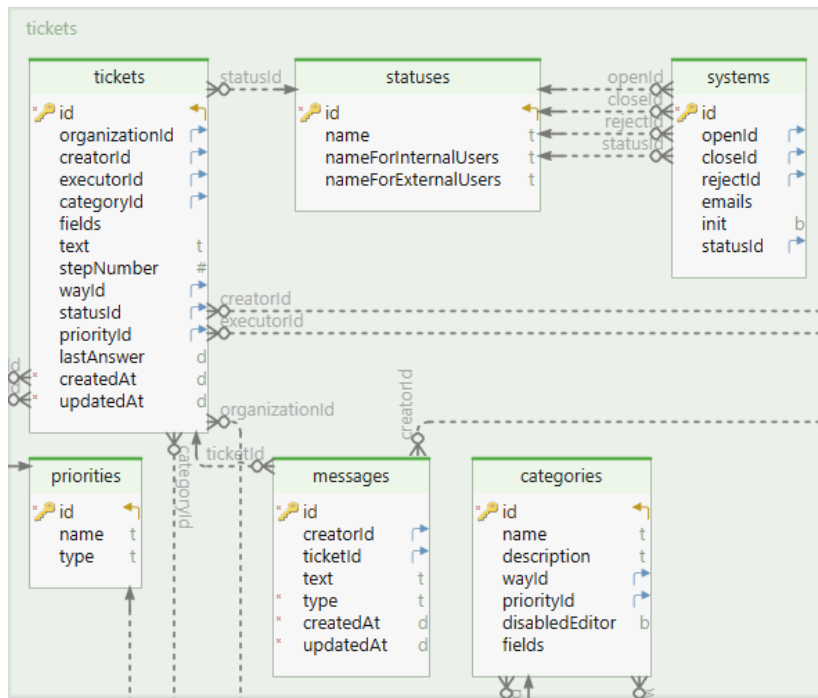 tickets
tickets
id
organizationId
creatorId
executorId
categoryId
fields
text t
stepNumber #
wayId
statusId
priorityId
lastAnswer d
createdAt d
updatedAt d
statusId
statuses
id
name t
nameForInternalUsers t
nameForExternalUsers t
openId
closeId
rejectId
statusId
systems
id
openId
closeId
rejectId
emails
init b
statusId
creatorId
executorId
organizationId
creatorId
ticketId
categoryId
priorities
id
name t
type t
messages
id
creatorId
ticketId
text t
type t
createdAt d
updatedAt d
categories
id
name t
description t
wayId
priorityId
disabledEditor b
fields